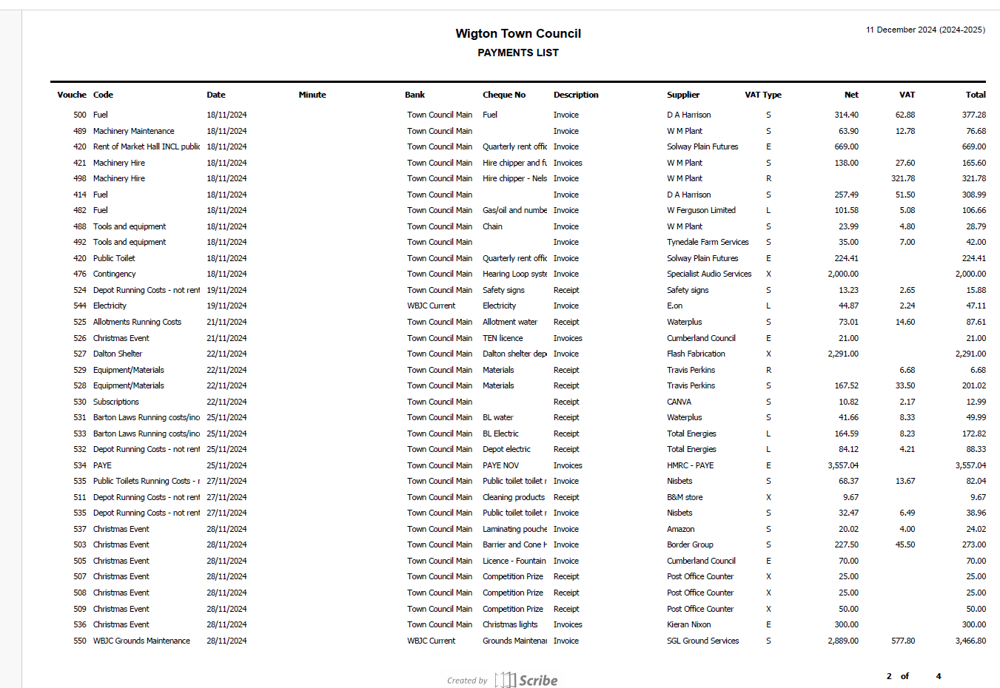 Wigton Town Council
11 December 2024 (2024-2025)
PAYMENTS LIST
Vouche Code Date Minute Bank Cheque No Description Supplier VAT Type Net VAT Total
500 Fuel 18/11/2024 Town Council Main Fuel Invoice D A Harrison S 314.40 62.88 377.28
489 Machinery Maintenance 18/11/2024 Town Council Main Invoice W M Plant S 63.90 12.78 76.68
420 Rent of Market Hall INCL public 18/11/2024 Town Council Main Quarterly rent offic Invoice Solway Plain Futures E 669.00 669.00
421 Machinery Hire 18/11/2024 Town Council Main Hire chipper and fu Invoices W M Plant S 138.00 27.60 165.60
498 Machinery Hire 18/11/2024 Town Council Main Hire chipper - Nels Invoice W M Plant R 321.78 321.78
414 Fuel 18/11/2024 Town Council Main Invoice D A Harrison S 257.49 51.50 308.99
482 Fuel 18/11/2024 Town Council Main Gas/oil and numbe Invoice W Ferguson Limited L 101.58 5.08 106.66
488 Tools and equipment 18/11/2024 Town Council Main Chain Invoice W M Plant S 23.99 4.80 28.79
492 Tools and equipment 18/11/2024 Town Council Main Invoice Tynedale Farm Services S 35.00 7.00 42.00
420 Public Toilet 18/11/2024 Town Council Main Quarterly rent offic Invoice Solway Plain Futures E 224.41 224.41
476 Contingency 18/11/2024 Town Council Main Hearing Loop syste Invoice Specialist Audio Services X 2,000.00 2,000.00
524 Depot Running Costs - not rent 19/11/2024 Town Council Main Safety signs Receipt Safety signs S 13.23 2.65 15.88
544 Electricity 19/11/2024 WBJC Current Electricity Invoice E.on L 44.87 2.24 47.11
525 Allotments Running Costs 21/11/2024 Town Council Main Allotment water Receipt Waterplus S 73.01 14.60 87.61
526 Christmas Event 21/11/2024 Town Council Main TEN licence Invoices Cumberland Council E 21.00 21.00
527 Dalton Shelter 22/11/2024 Town Council Main Dalton shelter dep Invoice Flash Fabrication X 2,291.00 2,291.00
529 Equipment/Materials 22/11/2024 Town Council Main Materials Receipt Travis Perkins R 6.68 6.68
528 Equipment/Materials 22/11/2024 Town Council Main Materials Receipt Travis Perkins S 167.52 33.50 201.02
530 Subscriptions 22/11/2024 Town Council Main Receipt CANVA S 10.82 2.17 12.99
531 Barton Laws Running costs/inc 25/11/2024 Town Council Main BL water Receipt Waterplus S 41.66 8.33 49.99
533 Barton Laws Running costs/inc 25/11/2024 Town Council Main BL Electric Receipt Total Energies L 164.59 8.23 172.82
532 Depot Running Costs - not rent 25/11/2024 Town Council Main Depot electric Receipt Total Energies L 84.12 4.21 88.33
534 PAYE 25/11/2024 Town Council Main PAYE NOV Invoices HMRC - PAYE E 3,557.04 3,557.04
535 Public Toilets Running Costs - r 27/11/2024 Town Council Main Public toilet toilet r Invoice Nisbets S 68.37 13.67 82.04
511 Depot Running Costs - not rent 27/11/2024 Town Council Main Cleaning products Receipt B&M store X 9.67 9.67
535 Depot Running Costs - not rent 27/11/2024 Town Council Main Public toilet toilet r Invoice Nisbets S 32.47 6.49 38.96
537 Christmas Event 28/11/2024 Town Council Main Laminating pouche Invoice Amazon S 20.02 4.00 24.02
503 Christmas Event 28/11/2024 Town Council Main Barrier and Cone H Invoice Border Group S 227.50 45.50 273.00
505 Christmas Event 28/11/2024 Town Council Main Licence - Fountain Invoice Cumberland Council E 70.00 70.00
507 Christmas Event 28/11/2024 Town Council Main Competition Prize Receipt Post Office Counter X 25.00 25.00
508 Christmas Event 28/11/2024 Town Council Main Competition Prize Receipt Post Office Counter X 25.00 25.00
509 Christmas Event 28/11/2024 Town Council Main Competition Prize Receipt Post Office Counter X 50.00 50.00
536 Christmas Event 28/11/2024 Town Council Main Christmas lights Invoices Kieran Nixon E 300.00 300.00
550 WBJC Grounds Maintenance 28/11/2024 WBJC Current Grounds Maintenar Invoice SGL Ground Services S 2,889.00 577.80 3,466.80
2 of 4
Created by Scribe